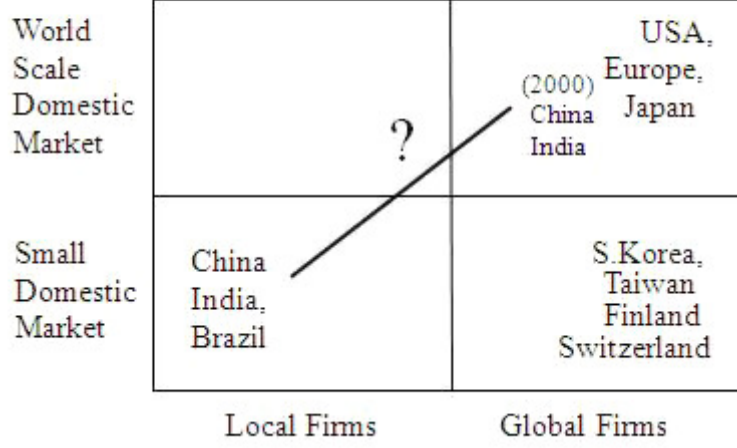 World
Scale
Domestic
Market
USA,
Europe,
Japan
(2000)
China
India
?
Small
Domestic
Market
China
India,
Brazil
S.Korea,
Taiwan
Finland
Switzerland
Local Firms
Global Firms